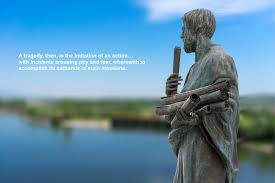 A tragedy, then, is the imitation of an action...
with incidents arousing pity and fear, wherewith to
accomplish its catharsis of such emotions.